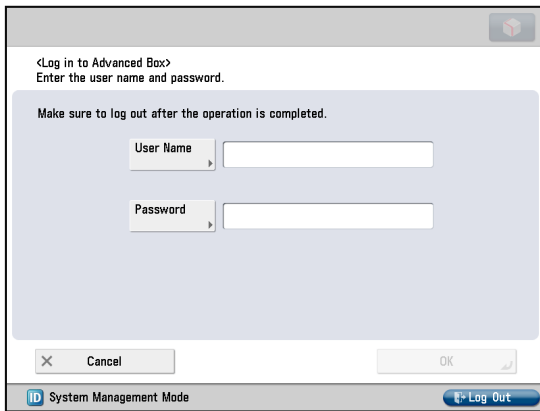 <Log in to Advanced Box>
Enter the user name and password.
Make sure to log out after the operation is completed.
User Name
Password
Cancel
OK
ID System Management Mode
Log Out